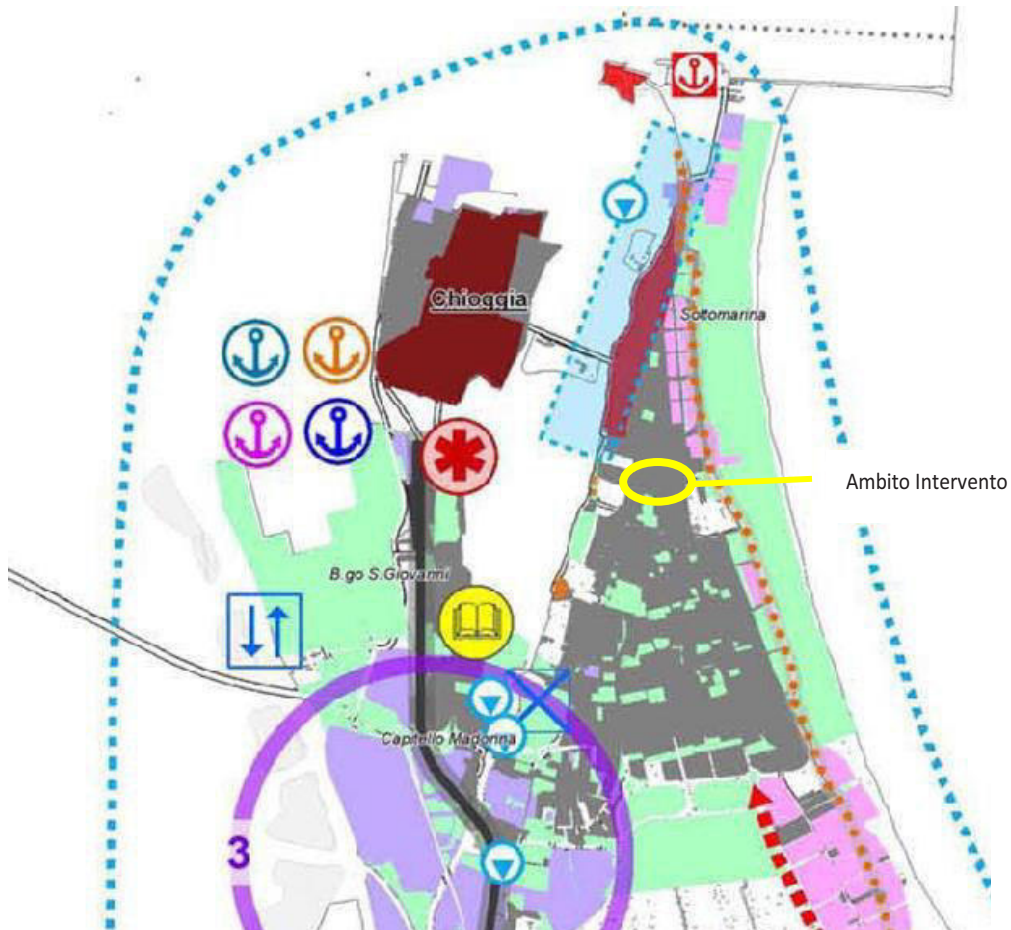 Chioggia
Sottomarina
Ambito Intervento
B.go S.Giovanni
Capitello Madonna
3